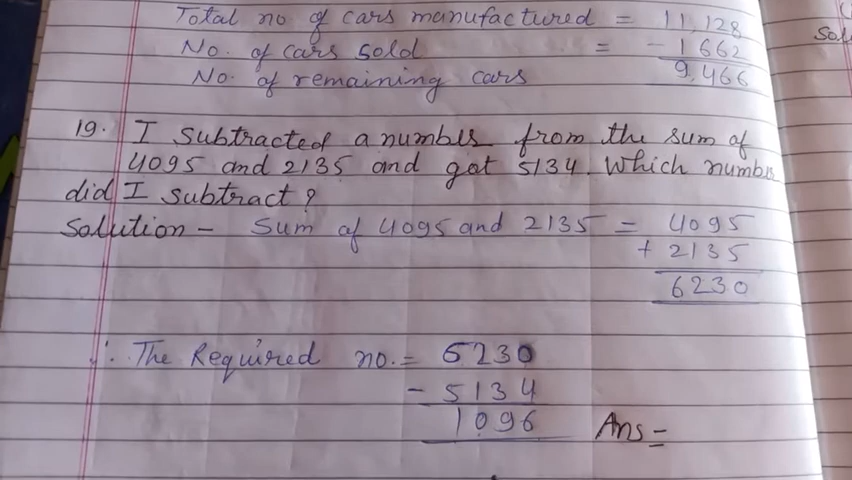 Total no of cars manufactured = 11,128
No. of cars sold = - 1662
No. of remaining cars 9,466
19. I subtracted a number from the sum of
4095 and 2135 and got 5134. Which number
did I subtract?
Solution - Sum of 4095 and 2135 = 4095
+ 2135
6230
∴ The Required no. = 6230
- 5134
1096 Ans =